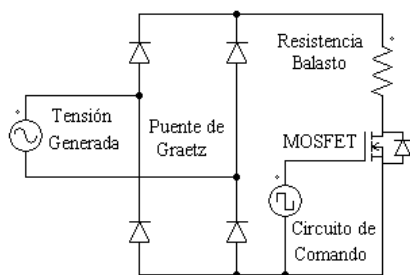 Resistencia
Balasto
Tensión
Generada
Puente de
Graetz
MOSFET
Circuito de
Comando